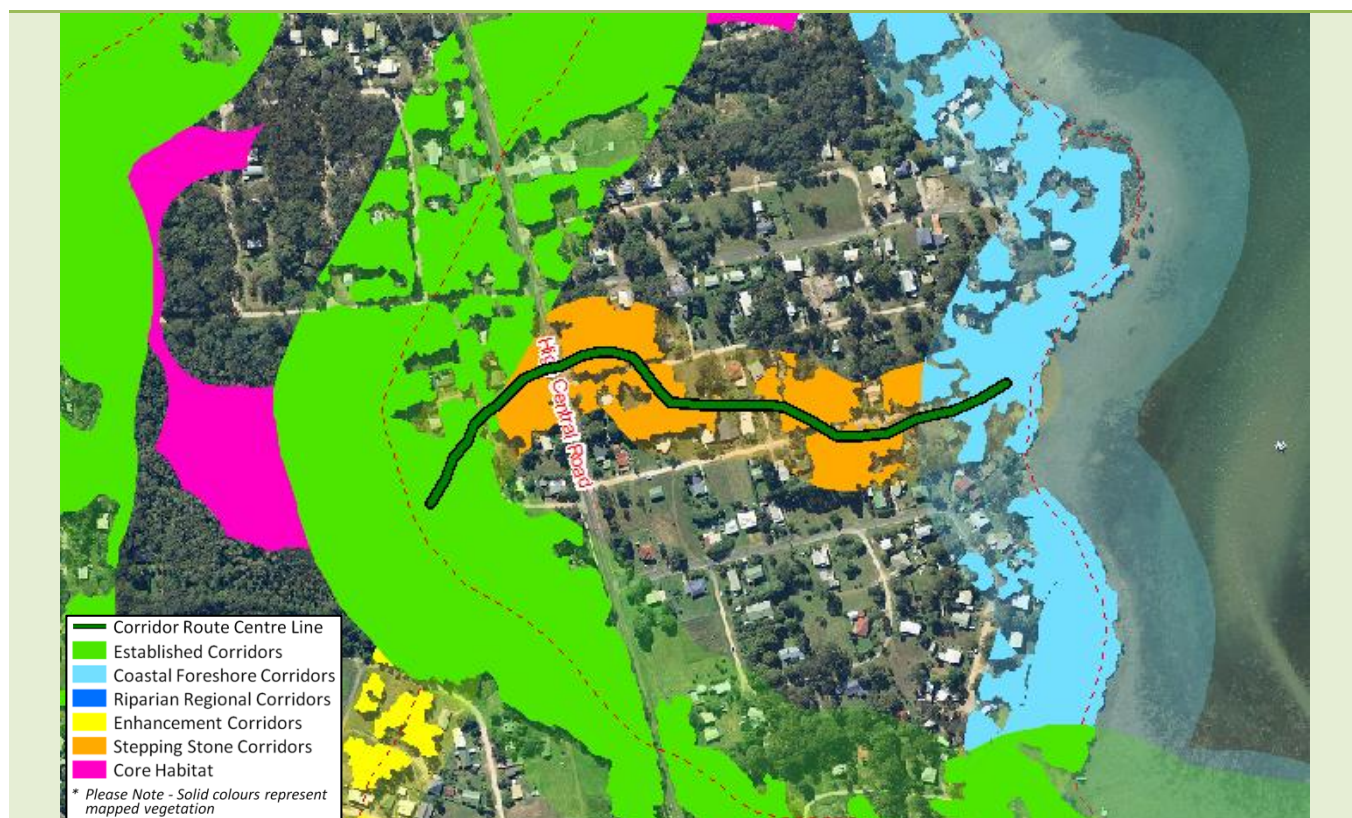 High Central Road
Corridor Route Centre Line
Established Corridors
Coastal Foreshore Corridors
Riparian Regional Corridors
Enhancement Corridors
Stepping Stone Corridors
Core Habitat
* Please Note - Solid colours represent
mapped vegetation